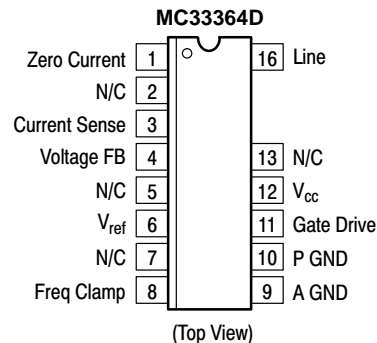 MC33364D
Zero Current 1 16 Line
N/C 2
Current Sense 3
Voltage FB 4 13 N/C
N/C 5 12 Vcc
Vref 6 11 Gate Drive
N/C 7 10 P GND
Freq Clamp 8 9 A GND
(Top View)